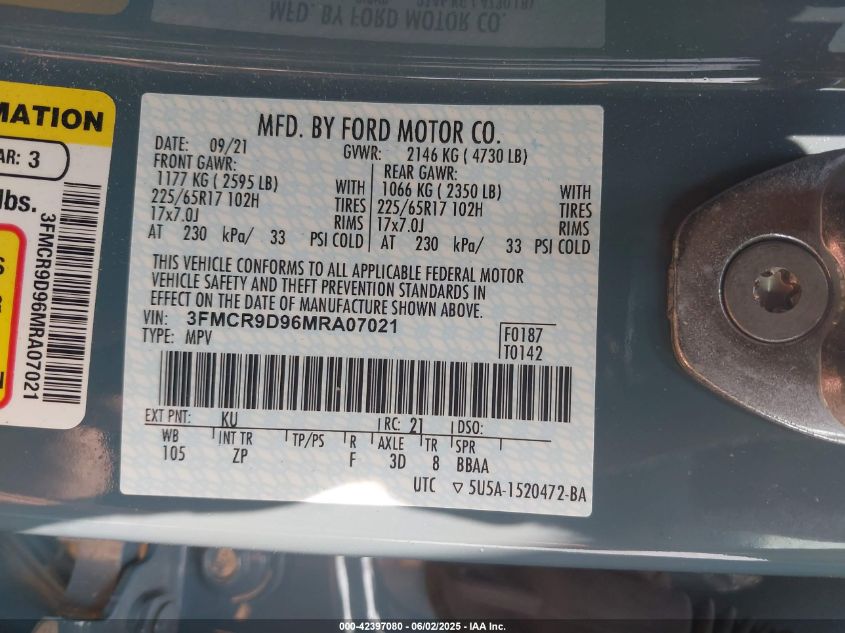 MFD. BY FORD MOTOR CO.
MATION
AR: 3
lbs.
3FMCR9D96MRA07021
MFD. BY FORD MOTOR CO.
DATE: 09/21 GVWR: 2146 KG ( 4730 LB)
FRONT GAWR: REAR GAWR:
1177 KG ( 2595 LB) WITH 1066 KG ( 2350 LB) WITH
225/65R17 102H TIRES 225/65R17 102H TIRES
17x7.0J RIMS 17x7.0J RIMS
AT 230 kPa/ 33 PSI COLD AT 230 kPa/ 33 PSI COLD
THIS VEHICLE CONFORMS TO ALL APPLICABLE FEDERAL MOTOR
VEHICLE SAFETY AND THEFT PREVENTION STANDARDS IN
EFFECT ON THE DATE OF MANUFACTURE SHOWN ABOVE.
VIN: 3FMCR9D96MRA07021
TYPE: MPV
F0187
T0142
EXT PNT: KU RC: 21 DSO:
WB INT TR TP/PS R AXLE TR SPR
105 ZP F 3D 8 BBAA
UTC ▽ 5U5A-1520472-BA
000-42397080 - 06/02/2025 - IAA Inc.